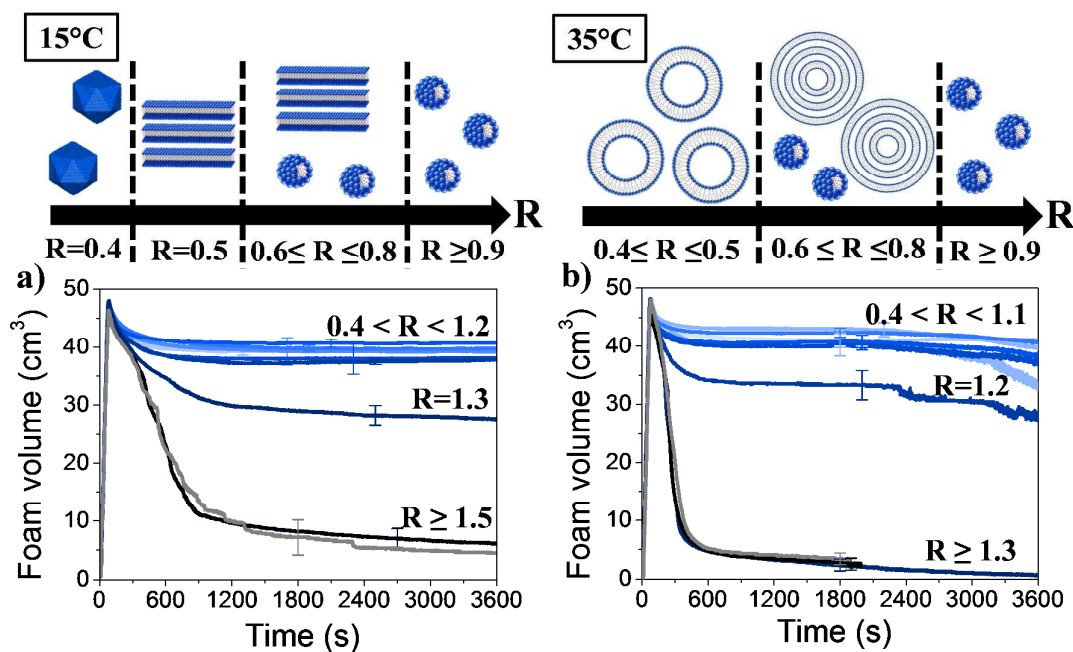 15°C
35°C
R
R
R=0.4
R=0.5
0.6≤ R ≤0.8
R ≥0.9
0.4≤ R ≤0.5
0.6≤ R ≤0.8
R≥ 0.9
a)
50
40
30
20
10
0
Foam volume (cm³)
0.4 < R < 1.2
R=1.3
R ≥ 1.5
0
600
1200
1800
2400
3000
3600
Time (s)
b)
50
40
30
20
10
0
Foam volume (cm³)
0.4 < R < 1.1
R=1.2
R ≥ 1.3
0
600
1200
1800
2400
3000
3600
Time (s)